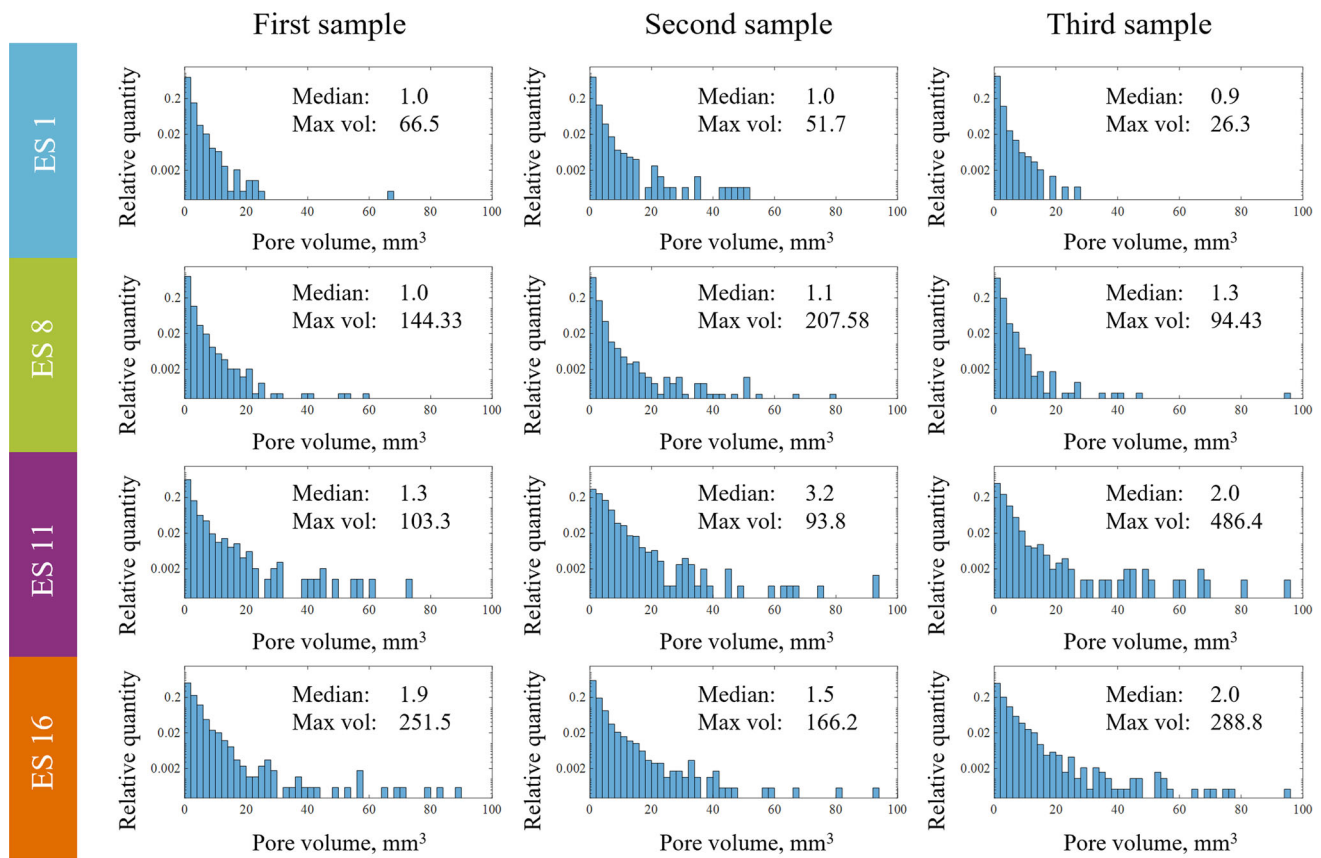 First sample
Second sample
Third sample
ES 1
Relative quantity
0.2
0.02
0.002
Median: 1.0
Max vol: 66.5
0 20 40 60 80 100
Pore volume, mm³
Relative quantity
0.2
0.02
0.002
Median: 1.0
Max vol: 51.7
0 20 40 60 80 100
Pore volume, mm³
Relative quantity
0.2
0.02
0.002
Median: 0.9
Max vol: 26.3
0 20 40 60 80 100
Pore volume, mm³
ES 8
Relative quantity
0.2
0.02
0.002
Median: 1.0
Max vol: 144.33
0 20 40 60 80 100
Pore volume, mm³
Relative quantity
0.2
0.02
0.002
Median: 1.1
Max vol: 207.58
0 20 40 60 80 100
Pore volume, mm³
Relative quantity
0.2
0.02
0.002
Median: 1.3
Max vol: 94.43
0 20 40 60 80 100
Pore volume, mm³
ES 11
Relative quantity
0.2
0.02
0.002
Median: 1.3
Max vol: 103.3
0 20 40 60 80 100
Pore volume, mm³
Relative quantity
0.2
0.02
0.002
Median: 3.2
Max vol: 93.8
0 20 40 60 80 100
Pore volume, mm³
Relative quantity
0.2
0.02
0.002
Median: 2.0
Max vol: 486.4
0 20 40 60 80 100
Pore volume, mm³
ES 16
Relative quantity
0.2
0.002
Median: 1.9
Max vol: 251.5
0 20 40 60 80 100
Pore volume, mm³
Relative quantity
0.2
0.002
Median: 1.5
Max vol: 166.2
0 20 40 60 80 100
Pore volume, mm³
Relative quantity
0.2
0.002
Median: 2.0
Max vol: 288.8
0 20 40 60 80 100
Pore volume, mm³